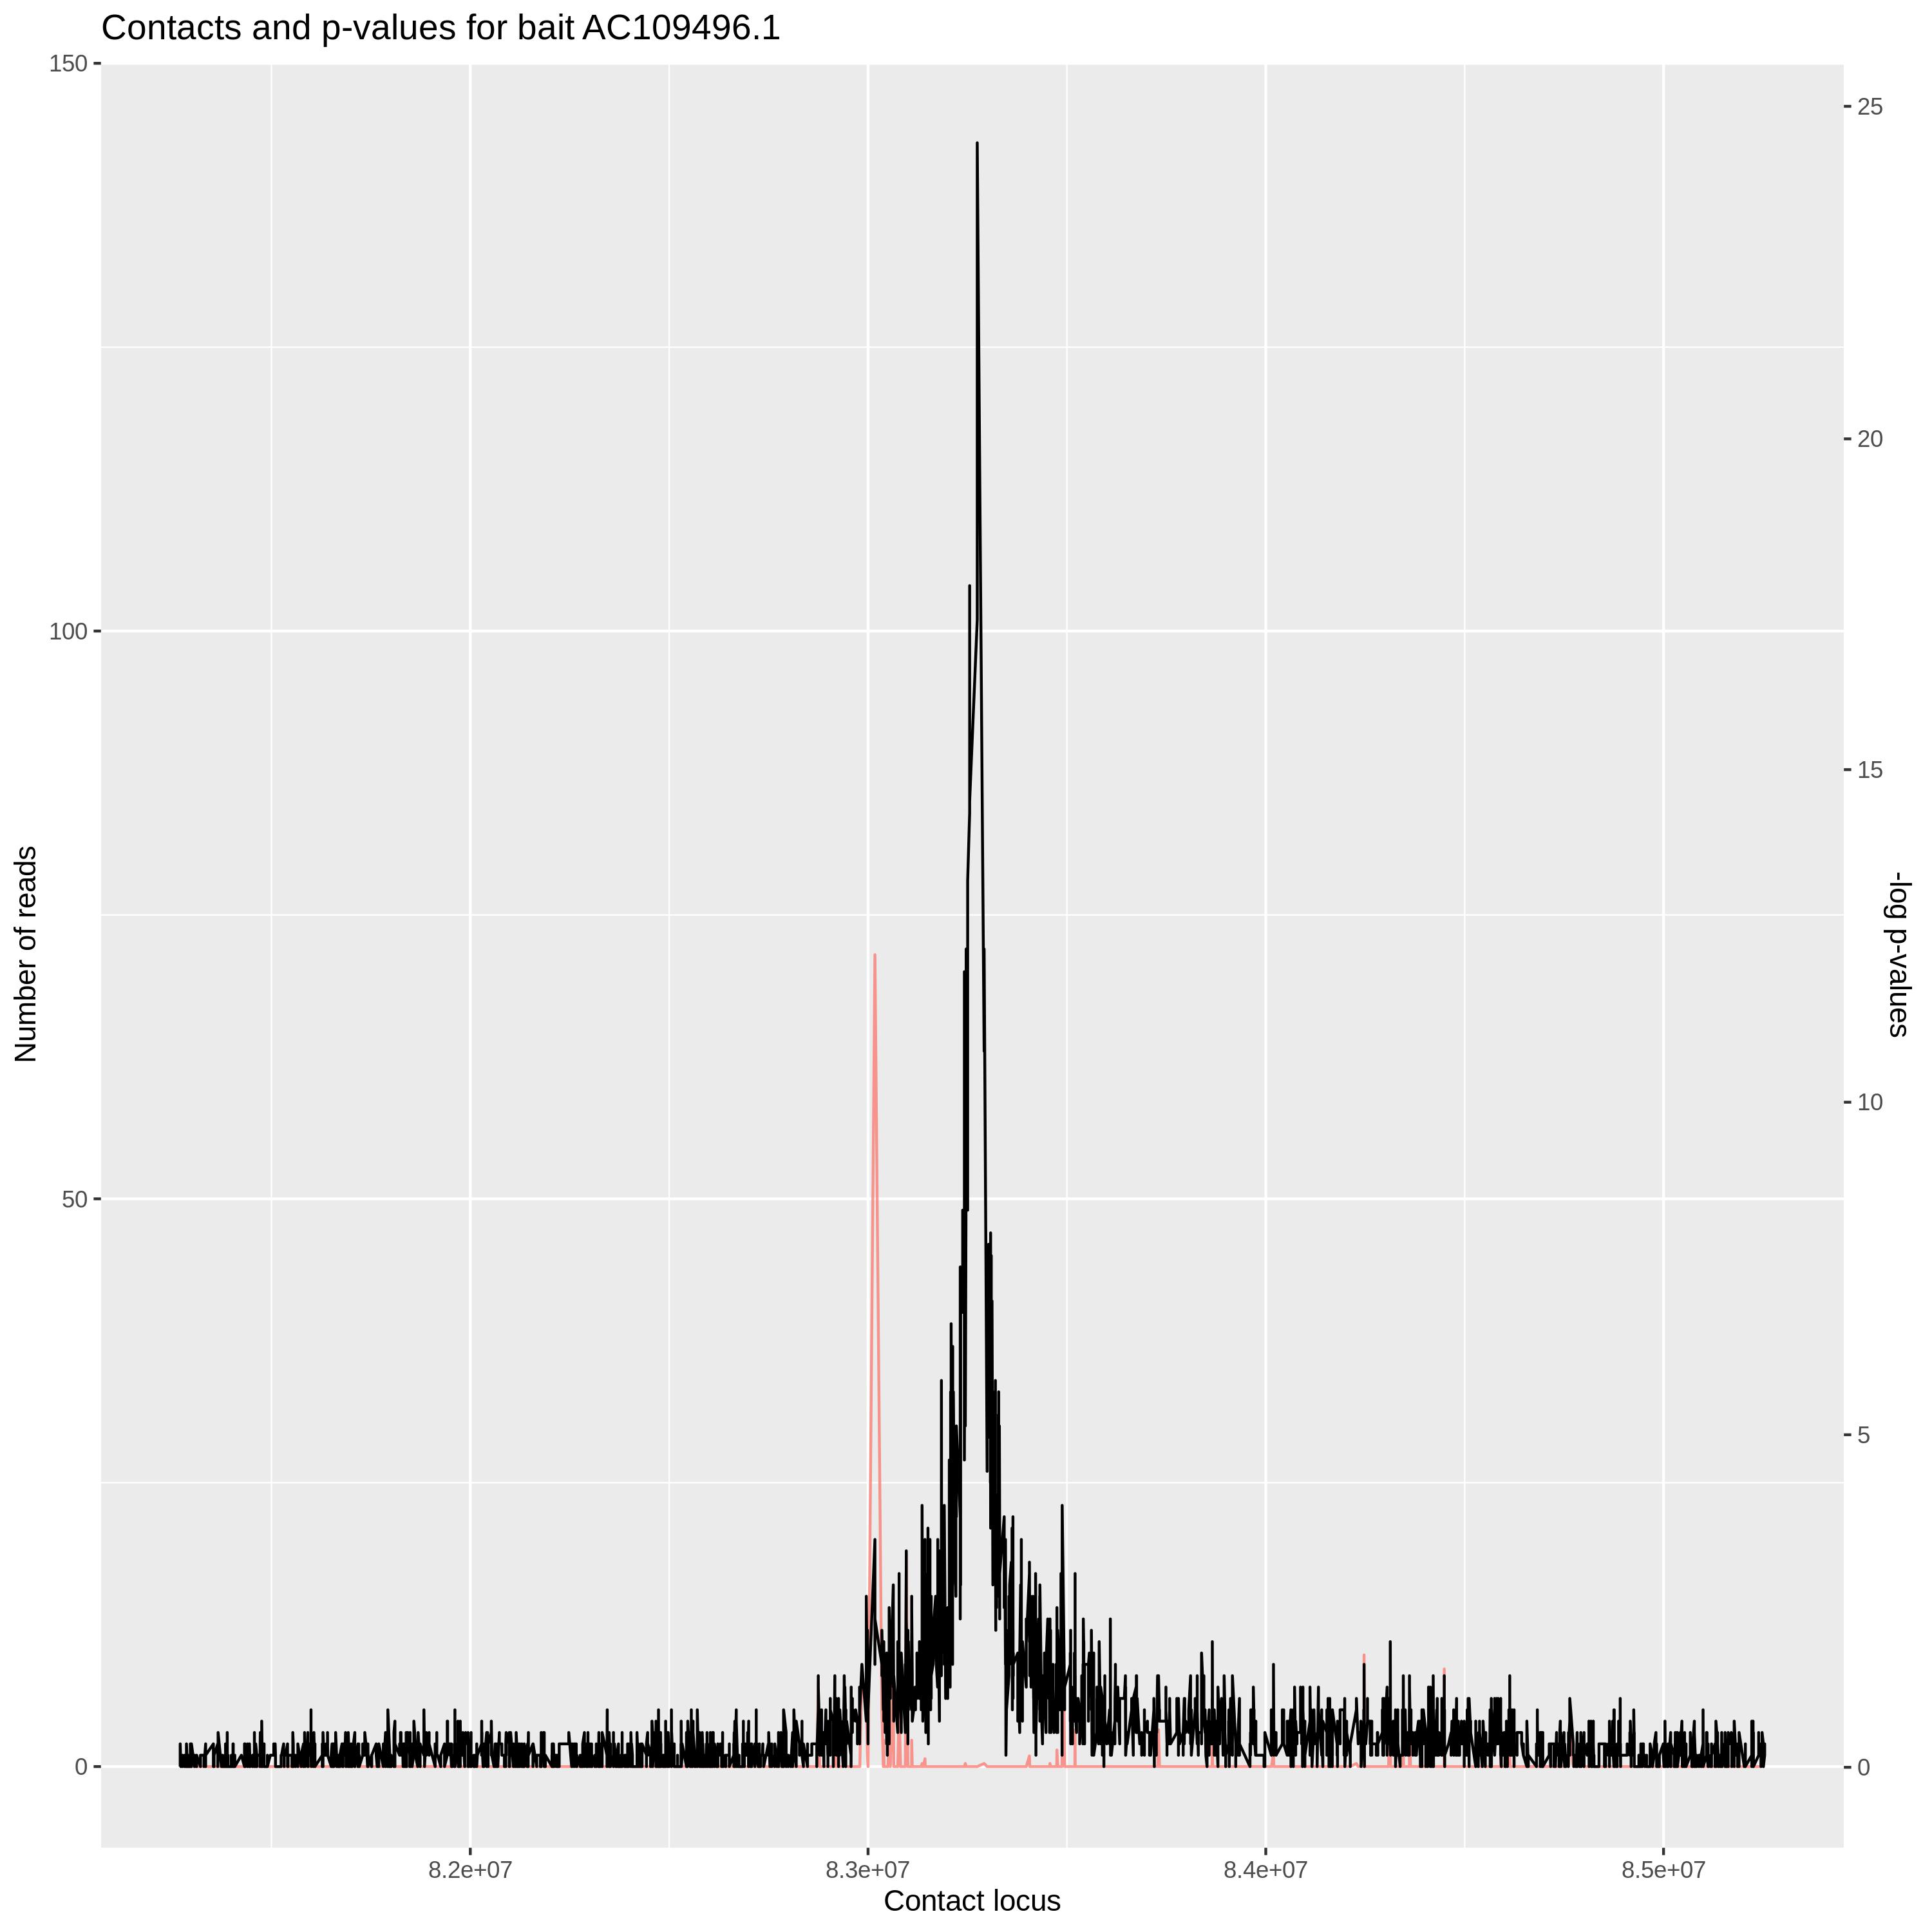 Contacts and p-values for bait AC109496.1
150
100
50
0
Number of reads
25
20
15
10
5
0
-log p-values
8.2e+07
8.3e+07
8.4e+07
8.5e+07
Contact locus